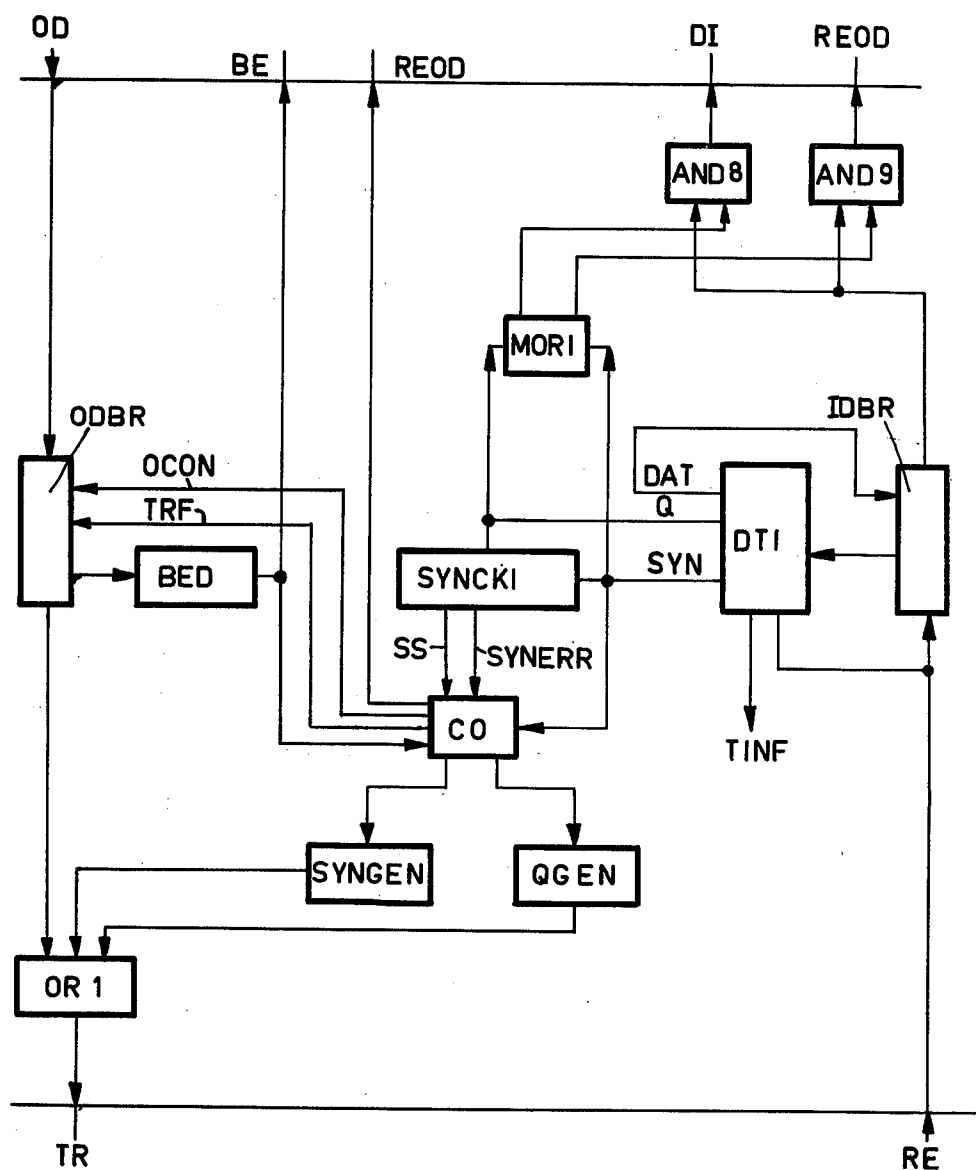 OD
BE
REOD
DI
REOD
AND8
AND9
MORI
ODBR
IDBR
OCON
DAT
TRF
Q
DTI
BED
SYNCKI
SYN
SS
SYNERR
CO
TINF
SYNGEN
QGEN
OR 1
TR
RE